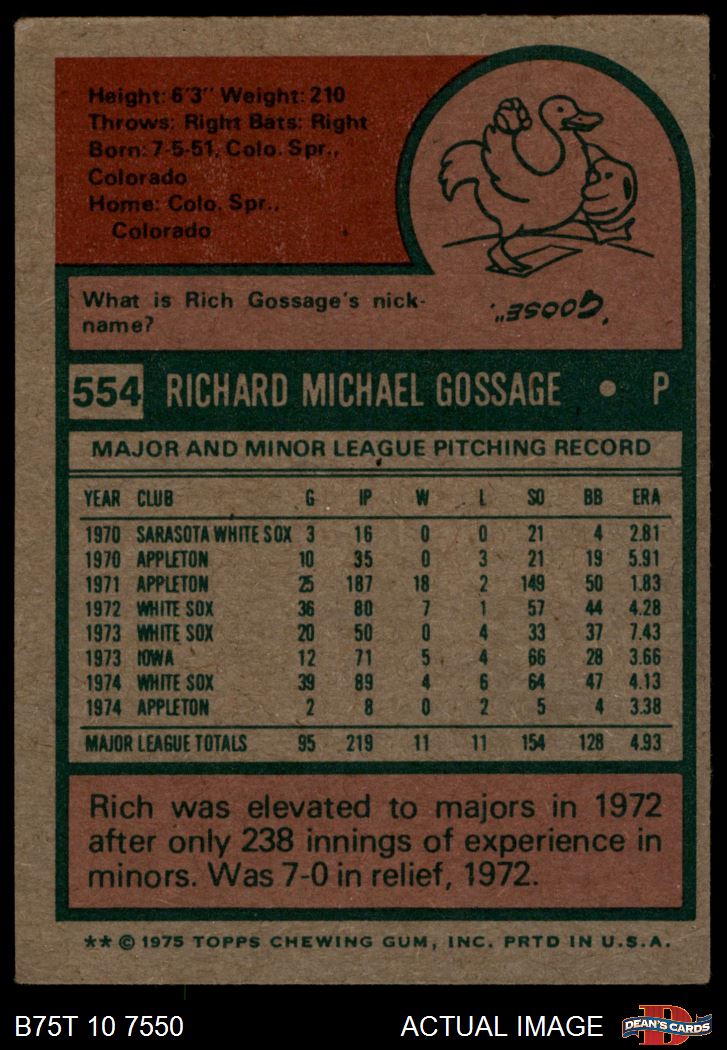 Height: 6'3" Weight: 210
Throws: Right Bats: Right
Born: 7-5-51, Colo. Spr.,
Colorado
Home: Colo. Spr.,
Colorado
What is Rich Gossage's nick-
name?
"GOOSE".
554 RICHARD MICHAEL GOSSAGE • P
MAJOR AND MINOR LEAGUE PITCHING RECORD
YEAR CLUB G IP W L SO BB ERA
1970 SARASOTA WHITE SOX 3 16 0 0 21 4 2.81
1970 APPLETON 10 35 0 3 21 19 5.91
1971 APPLETON 25 187 18 2 149 50 1.83
1972 WHITE SOX 36 80 7 1 57 44 4.28
1973 WHITE SOX 20 50 0 4 33 37 7.43
1973 IOWA 12 71 5 4 66 28 3.66
1974 WHITE SOX 39 89 4 6 64 47 4.13
1974 APPLETON 2 8 0 2 5 4 3.38
MAJOR LEAGUE TOTALS 95 219 11 11 154 128 4.93
Rich was elevated to majors in 1972
after only 238 innings of experience in
minors. Was 7-0 in relief, 1972.
** © 1975 TOPPS CHEWING GUM, INC. PRTD IN U.S.A.
B75T 10 7550 ACTUAL IMAGE D DEAN'S CARDS